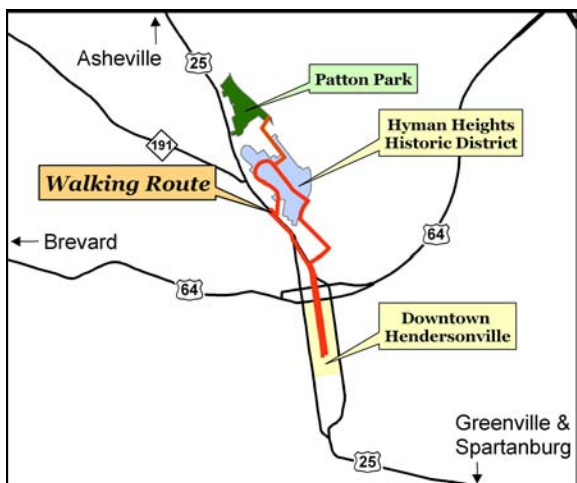 Asheville
25
Patton Park
Hyman Heights
Historic District
191
Walking Route
64
Brevard
64
Downtown
Hendersonville
Greenville &
Spartanburg
25